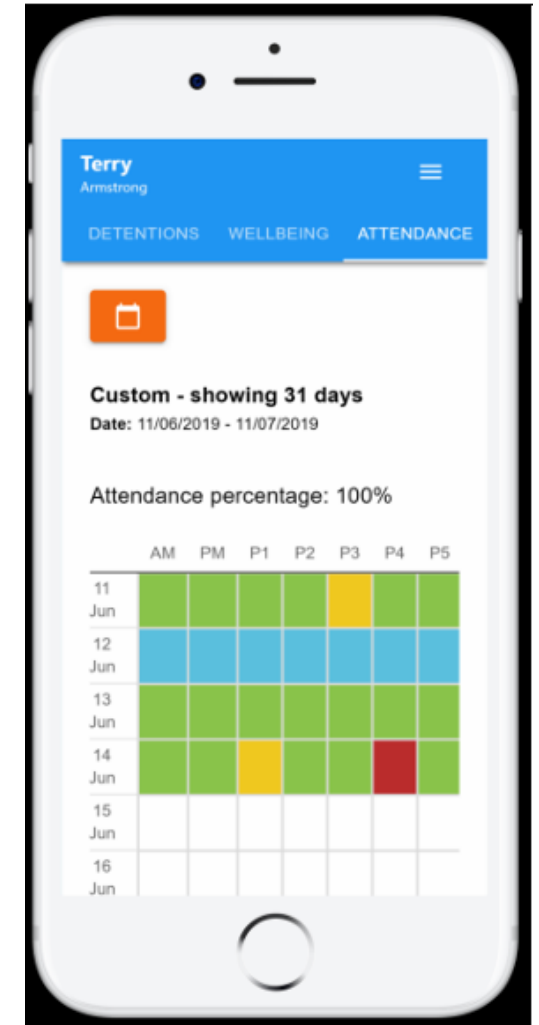 Terry
Armstrong
DETENTIONS WELLBEING ATTENDANCE
Custom - showing 31 days
Date: 11/06/2019 - 11/07/2019
Attendance percentage: 100%
AM PM P1 P2 P3 P4 P5
11
Jun
12
Jun
13
Jun
14
Jun
15
Jun
16
Jun